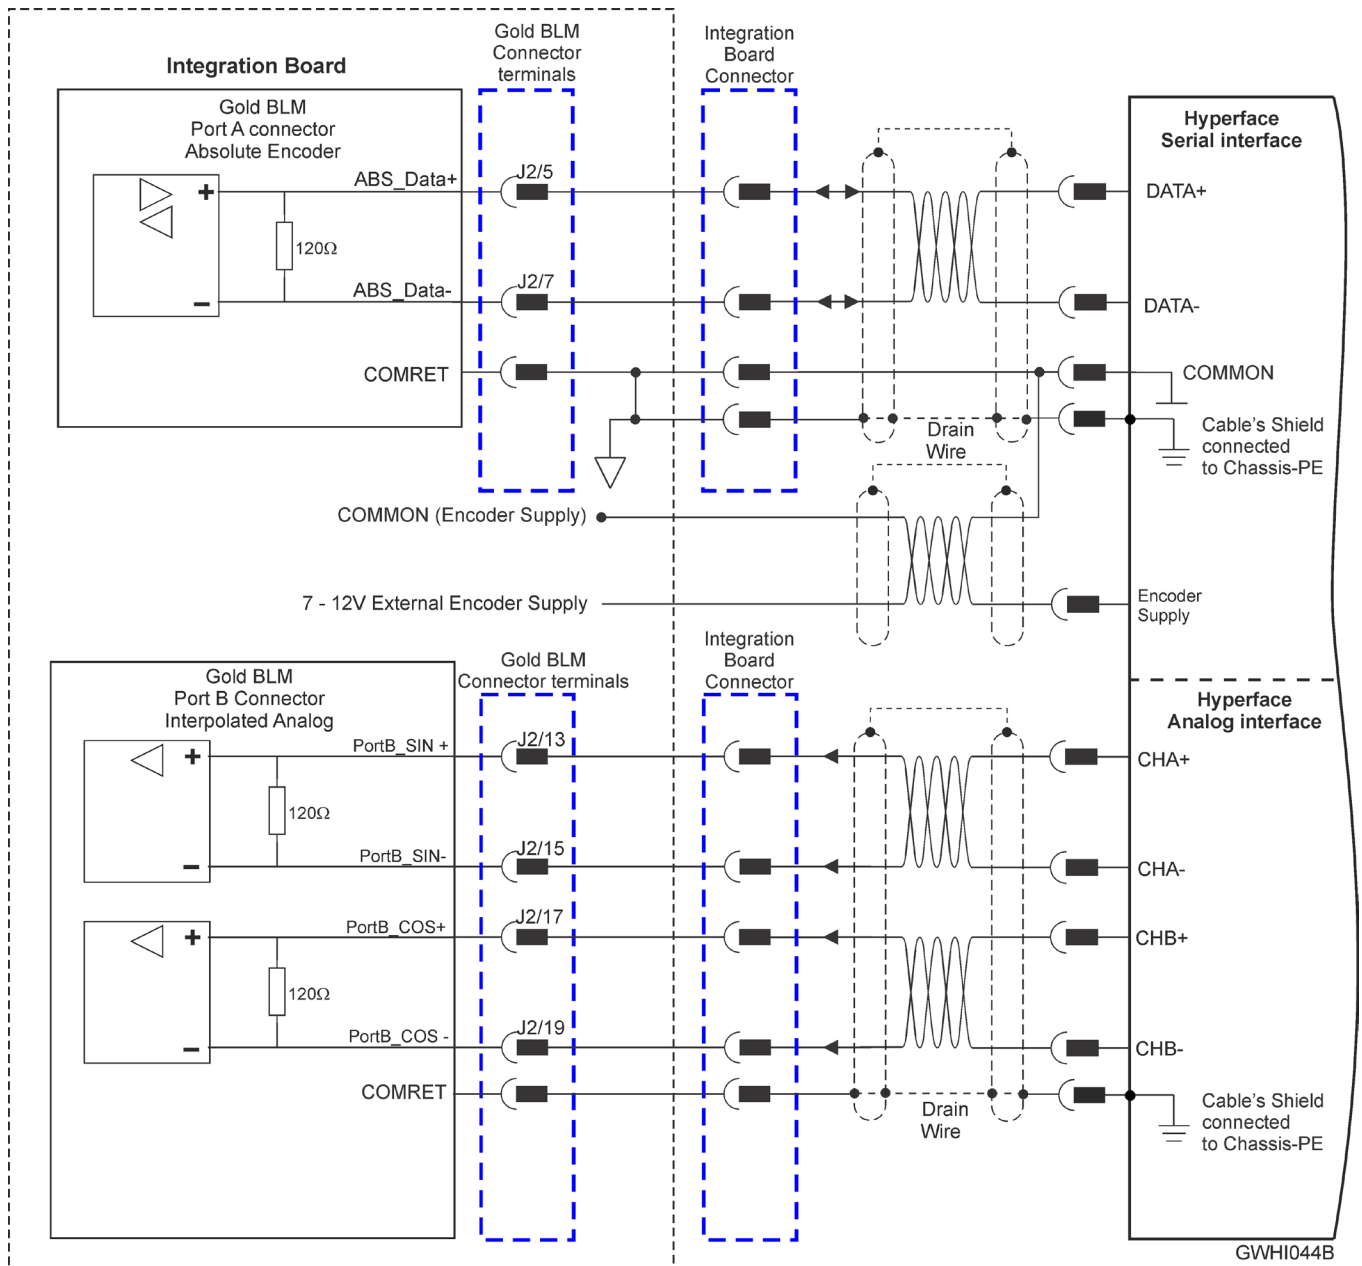 Integration Board
Gold BLM
Connector
terminals
Integration
Board
Connector
Gold BLM
Port A connector
Absolute Encoder
+
120Ω
–
ABS_Data+
ABS_Data-
COMRET
J2/5
J2/7
Hyperface
Serial interface
DATA+
DATA-
COMMON
Cable's Shield
connected
to Chassis-PE
Drain
Wire
COMMON (Encoder Supply)
7 - 12V External Encoder Supply
Encoder
Supply
Gold BLM
Connector terminals
Integration
Board
Connector
Gold BLM
Port B Connector
Interpolated Analog
+
120Ω
–
PortB_SIN +
PortB_SIN-
+
120Ω
–
PortB_COS+
PortB_COS -
COMRET
J2/13
J2/15
J2/17
J2/19
Hyperface
Analog interface
CHA+
CHA-
CHB+
CHB-
Drain
Wire
Cable's Shield
connected
to Chassis-PE
GWHI044B